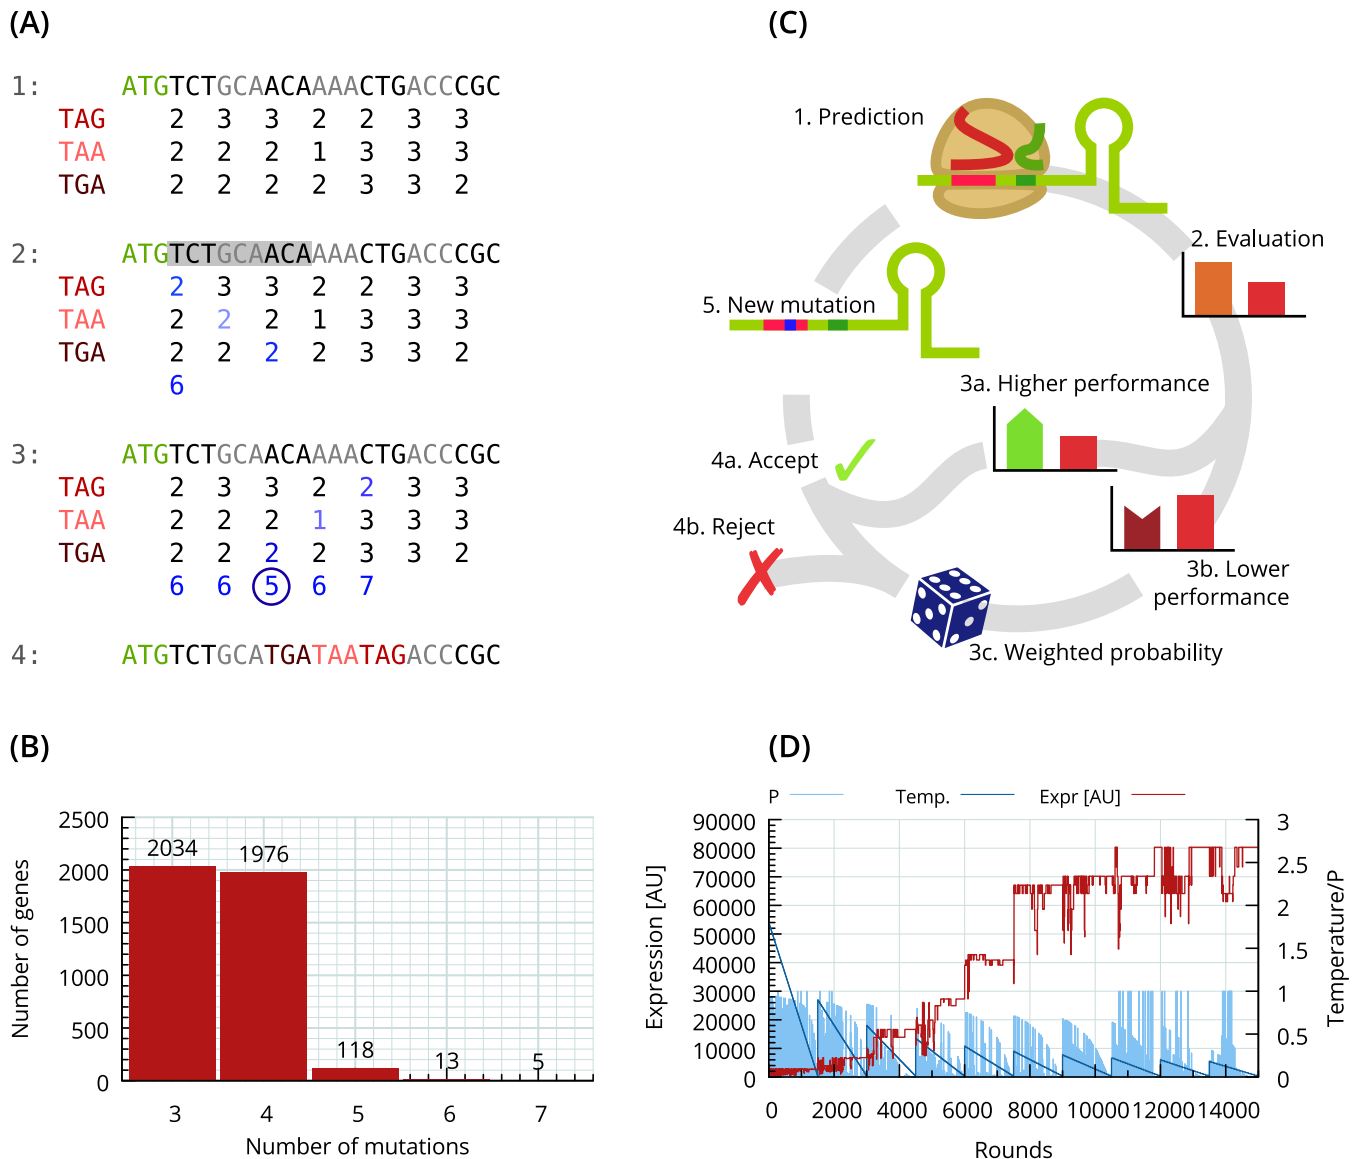 (A)
1: ATGTCTGCAACAAAACTGACCCGC
TAG 2 3 3 2 2 3 3
TAA 2 2 2 1 3 3 3
TGA 2 2 2 2 3 3 2
2: ATGTCTGCAACAAAACTGACCCGC
TAG 2 3 3 2 2 3 3
TAA 2 2 2 1 3 3 3
TGA 2 2 2 2 3 3 2
6
3: ATGTCTGCAACAAAACTGACCCGC
TAG 2 3 3 2 2 3 3
TAA 2 2 2 1 3 3 3
TGA 2 2 2 2 3 3 2
6 6 5 6 7
4: ATGTCTGCATGATAATAGACCCGC
(C)
1. Prediction
2. Evaluation
5. New mutation
3a. Higher performance
4a. Accept
4b. Reject
3b. Lower
performance
3c. Weighted probability
(B)
2500
2000
1500
1000
500
0
Number of genes
2034
1976
118
13
5
3 4 5 6 7
Number of mutations
(D)
P Temp. Expr [AU]
90000
80000
70000
60000
50000
40000
30000
20000
10000
0
Expression [AU]
3
2.5
2
1.5
1
0.5
0
Temperature/P
0 2000 4000 6000 8000 10000 12000 14000
Rounds